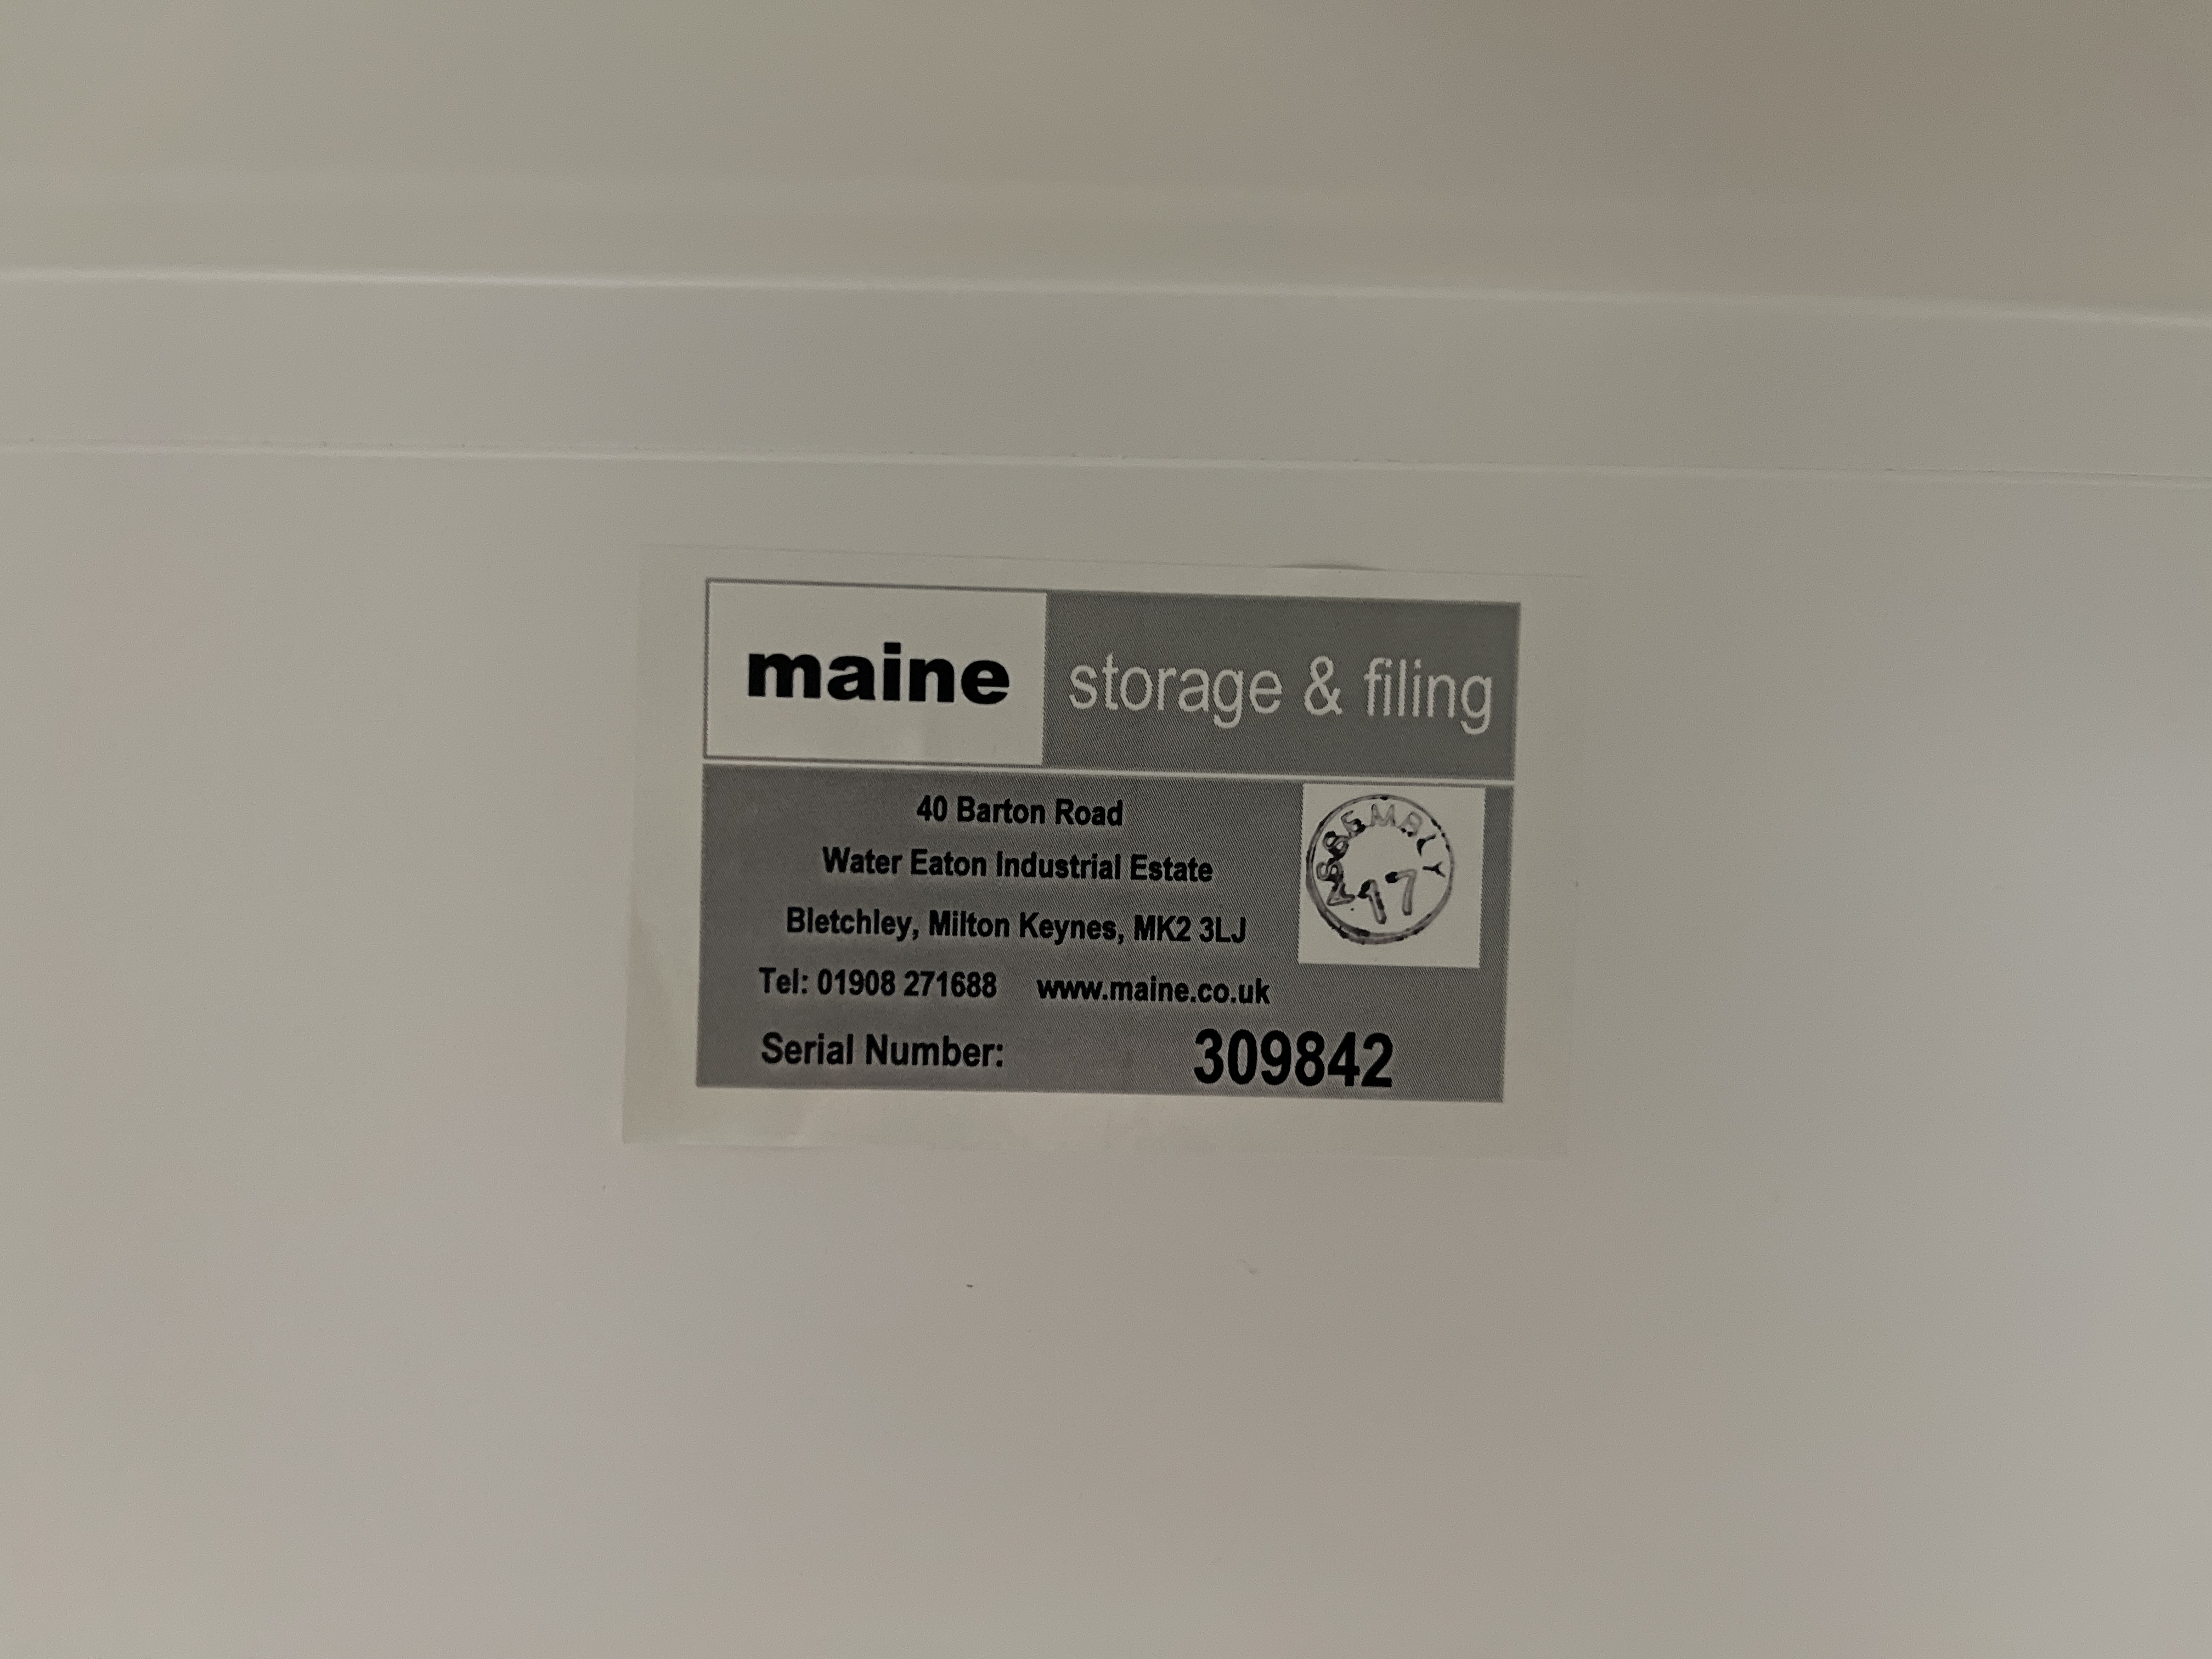 maine storage & filing
40 Barton Road
Water Eaton Industrial Estate
Bletchley, Milton Keynes, MK2 3LJ
Tel: 01908 271688 www.maine.co.uk
Serial Number: 309842
ASSEMBLY
17